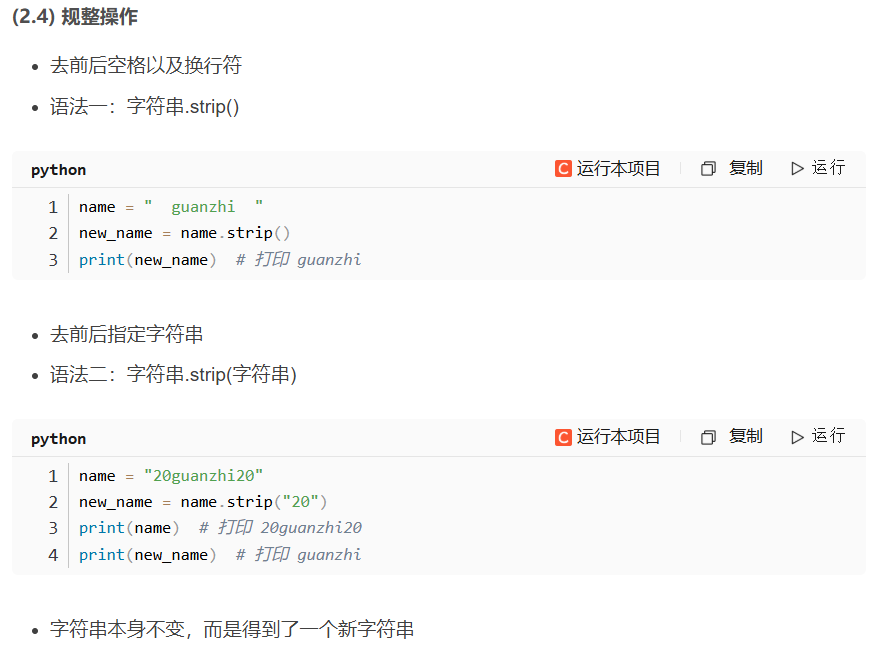 (2.4) 规整操作
• 去前后空格以及换行符
• 语法一：字符串.strip()
python C 运行本项目 复制 运行
1 name = "  guanzhi  "
2 new_name = name.strip()
3 print(new_name)  # 打印 guanzhi
• 去前后指定字符串
• 语法二：字符串.strip(字符串)
python C 运行本项目 复制 运行
1 name = "20guanzhi20"
2 new_name = name.strip("20")
3 print(name)  # 打印 20guanzhi20
4 print(new_name)  # 打印 guanzhi
• 字符串本身不变，而是得到了一个新字符串